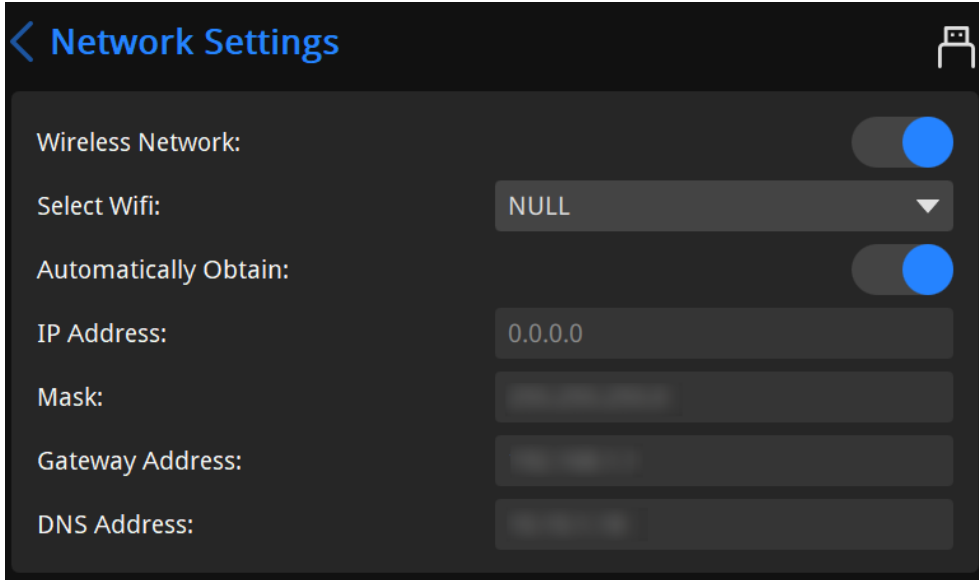 Network Settings
Wireless Network:
Select Wifi: NULL
Automatically Obtain:
IP Address: 0.0.0.0
Mask:
Gateway Address:
DNS Address: